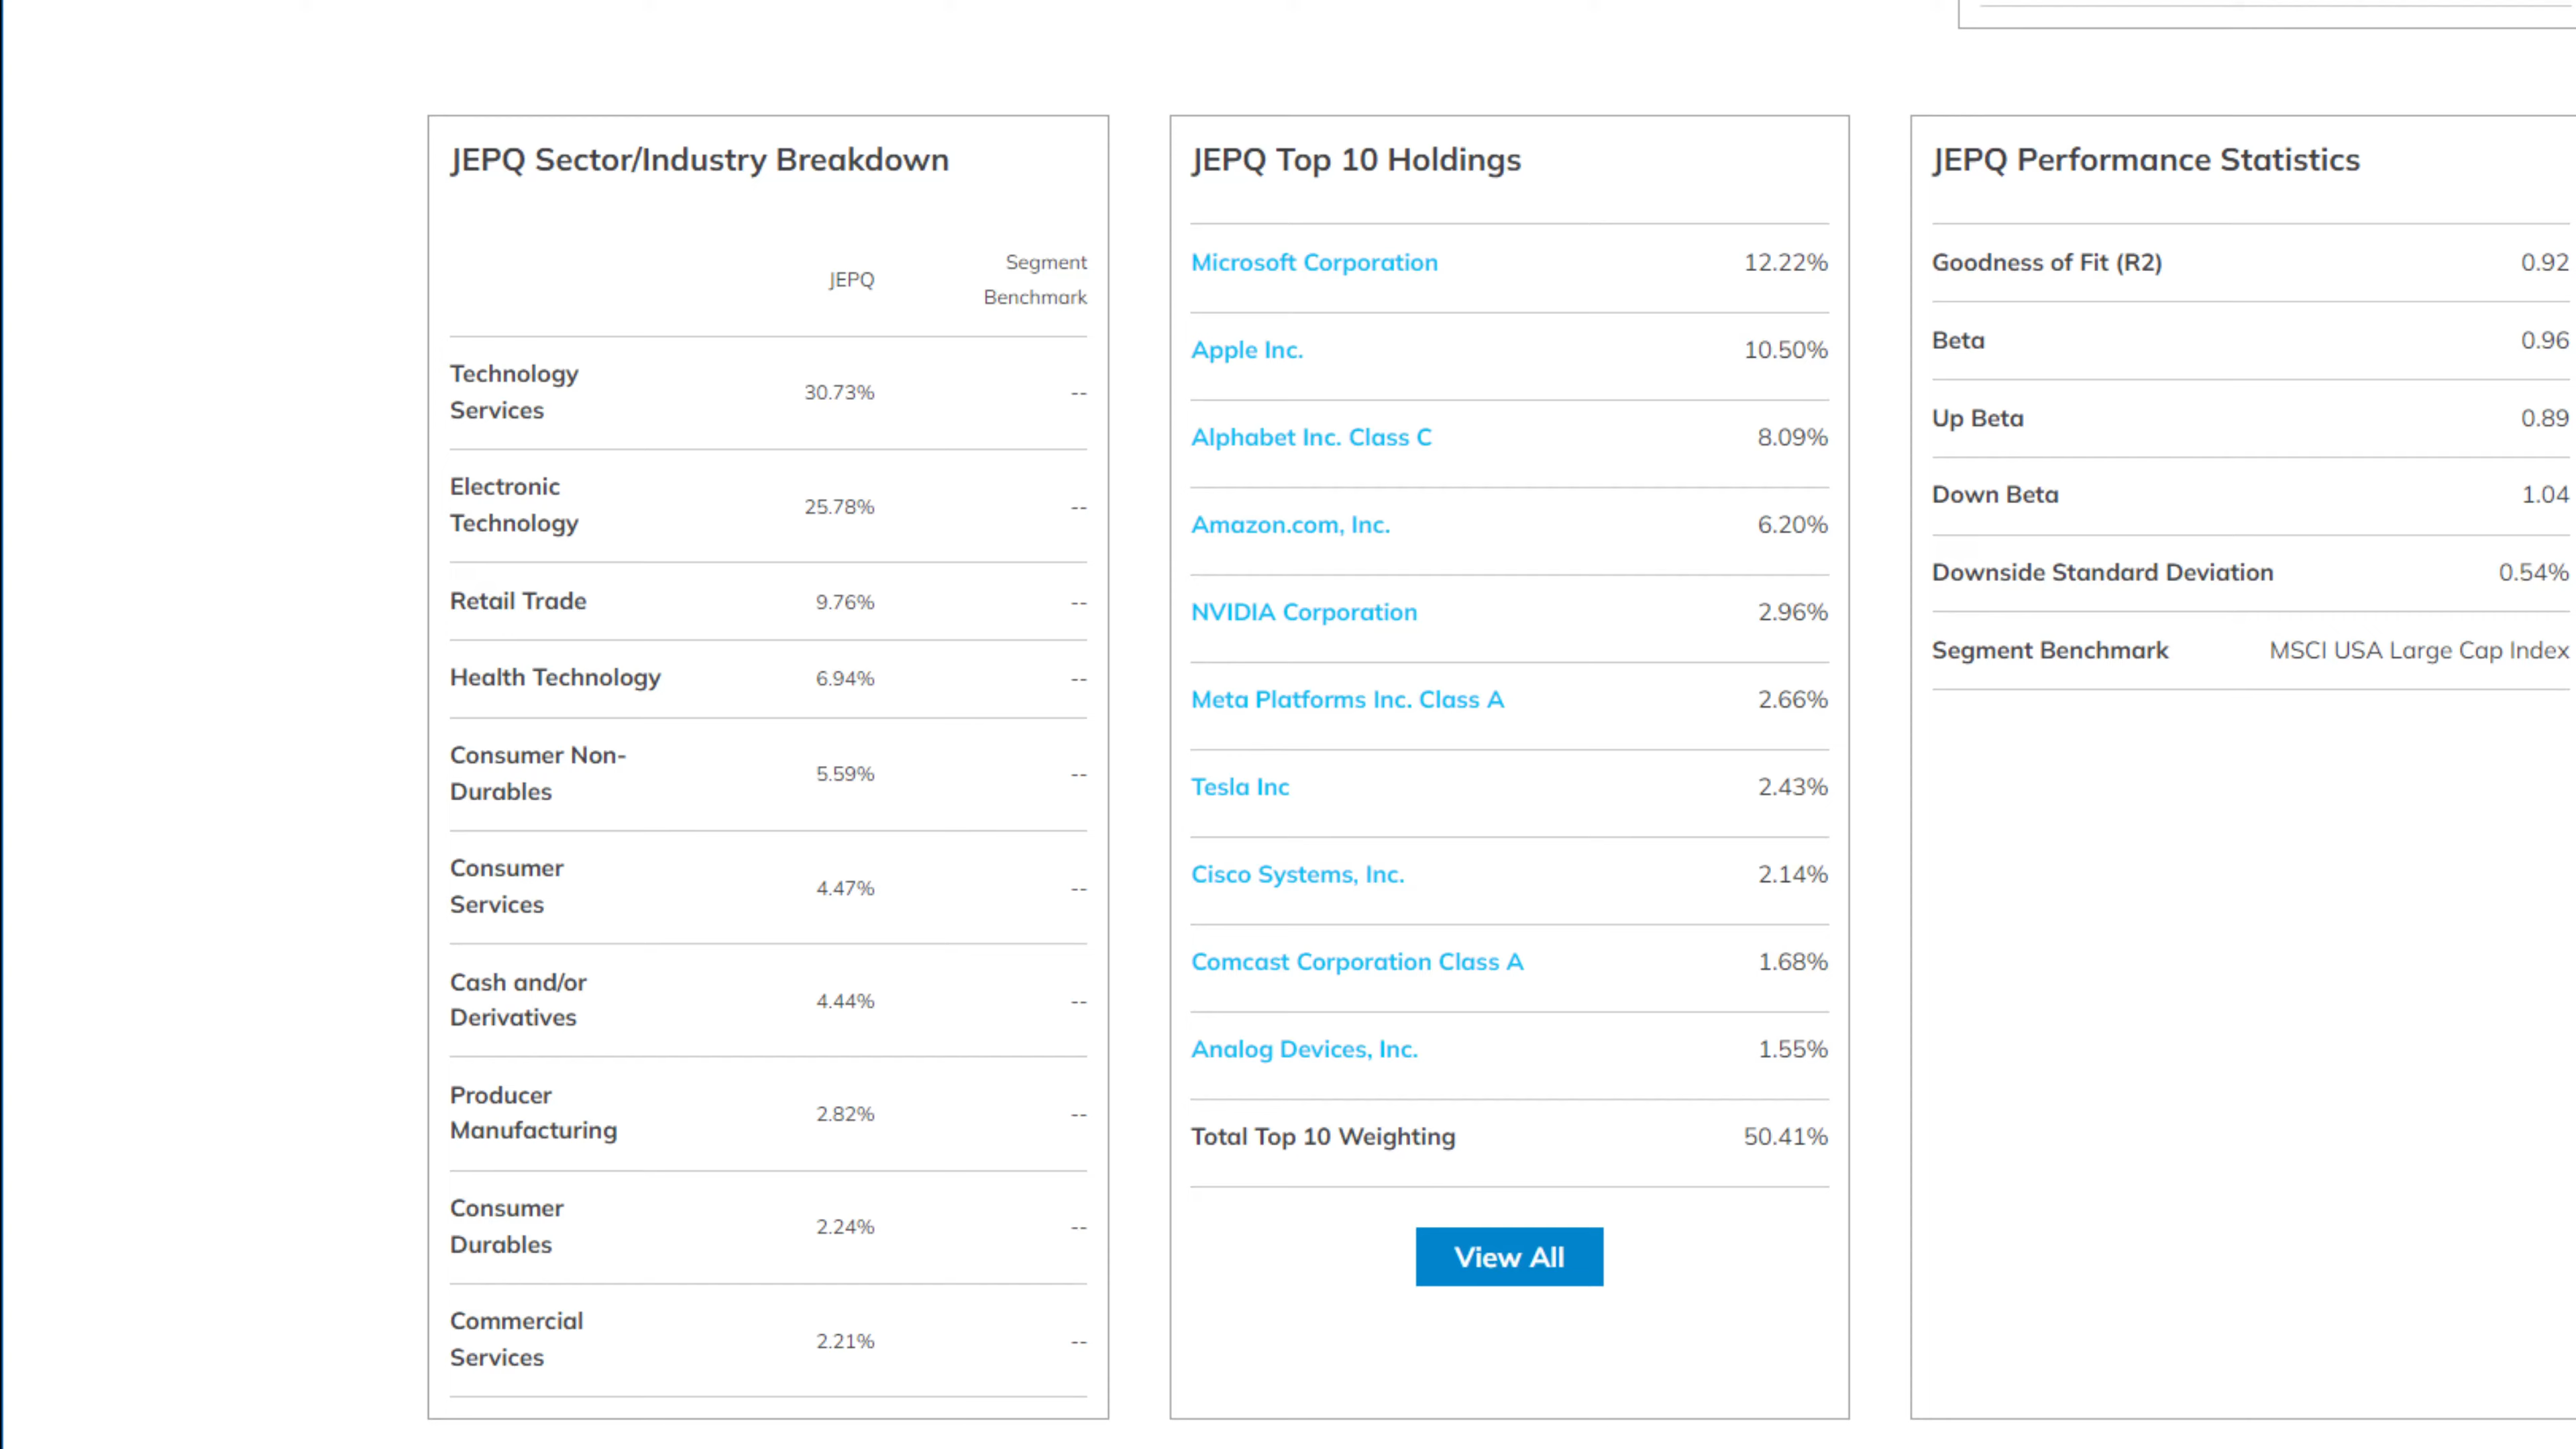 JEPQ Sector/Industry Breakdown
JEPQ
Segment
Benchmark
Technology
Services
30.73%
--
Electronic
Technology
25.78%
--
Retail Trade
9.76%
--
Health Technology
6.94%
--
Consumer Non-
Durables
5.59%
--
Consumer
Services
4.47%
--
Cash and/or
Derivatives
4.44%
--
Producer
Manufacturing
2.82%
--
Consumer
Durables
2.24%
--
Commercial
Services
2.21%
--
JEPQ Top 10 Holdings
Microsoft Corporation 12.22%
Apple Inc. 10.50%
Alphabet Inc. Class C 8.09%
Amazon.com, Inc. 6.20%
NVIDIA Corporation 2.96%
Meta Platforms Inc. Class A 2.66%
Tesla Inc 2.43%
Cisco Systems, Inc. 2.14%
Comcast Corporation Class A 1.68%
Analog Devices, Inc. 1.55%
Total Top 10 Weighting 50.41%
View All
JEPQ Performance Statistics
Goodness of Fit (R2) 0.92
Beta 0.96
Up Beta 0.89
Down Beta 1.04
Downside Standard Deviation 0.54%
Segment Benchmark MSCI USA Large Cap Index